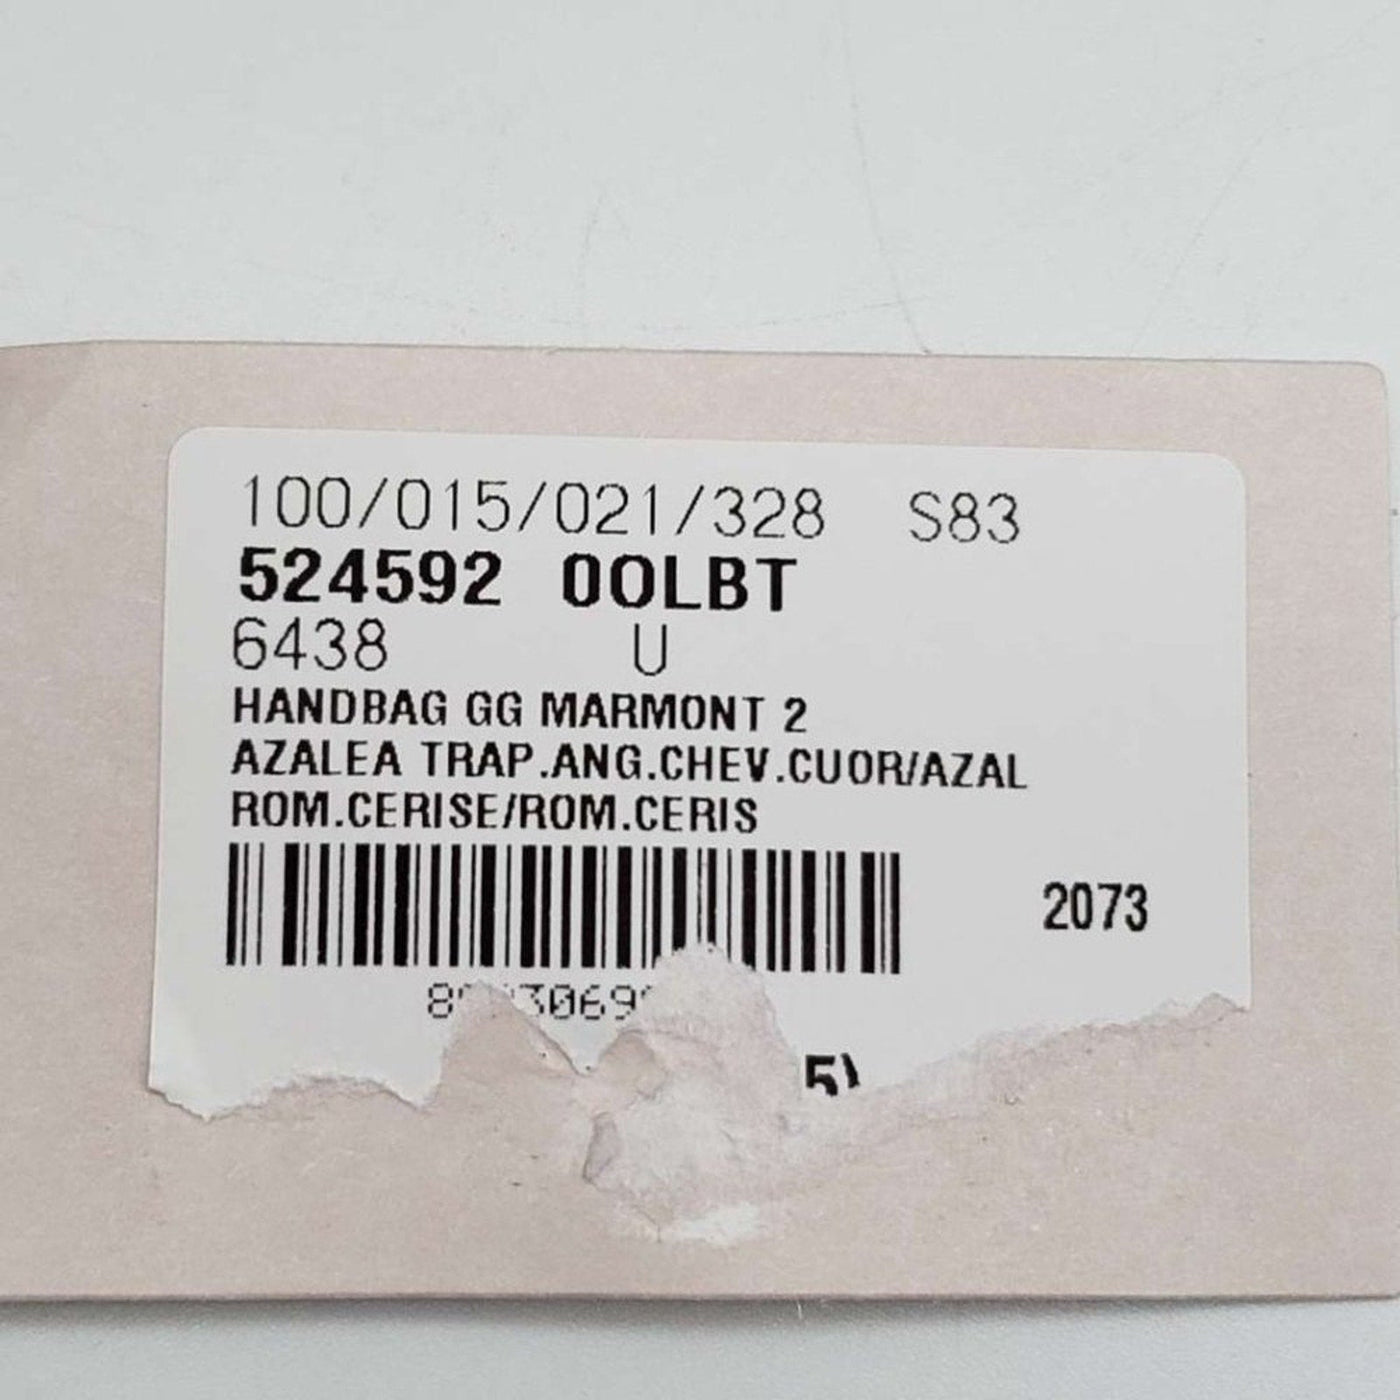 100/015/021/328 S83
524592 0OLBT
6438 U
HANDBAG GG MARMONT 2
AZALEA TRAP.ANG.CHEV.CUOR/AZAL
ROM.CERISE/ROM.CERIS
2073